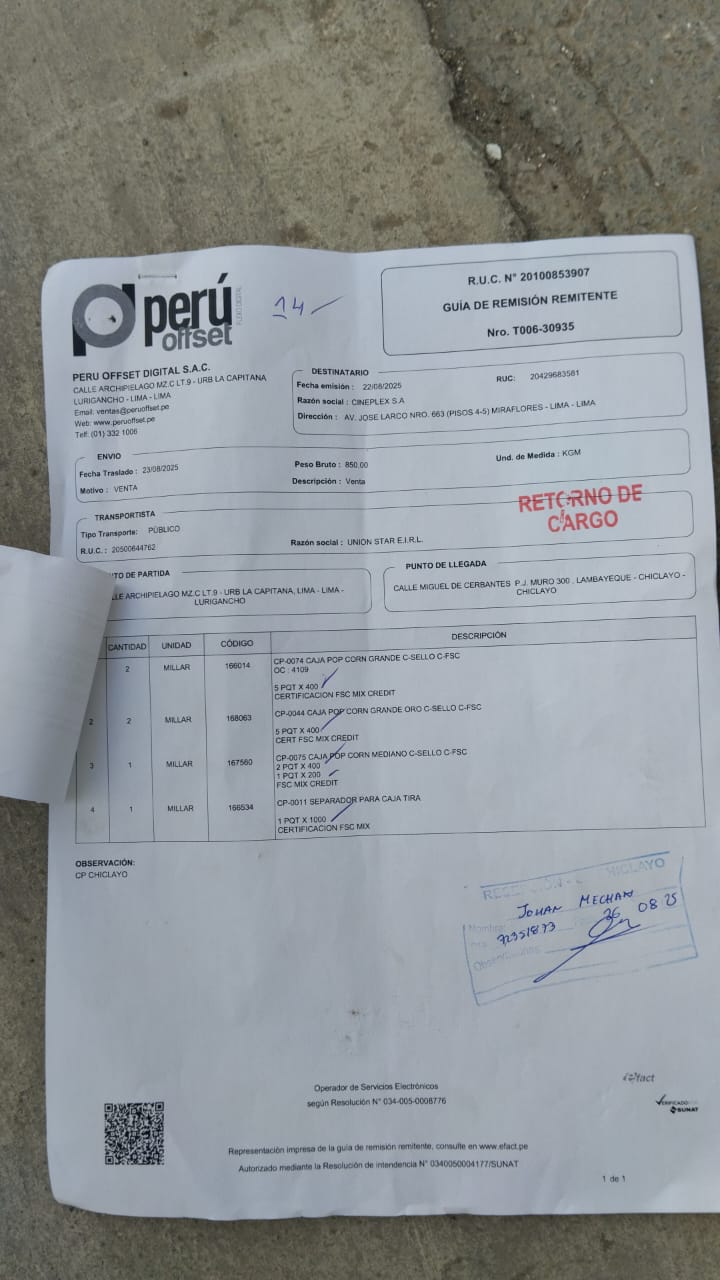 perú
offset
14
PERU OFFSET DIGITAL S.A.C.
CALLE ARCHIPIELAGO MZ.C LT.9 - URB LA CAPITANA
LURIGANCHO - LIMA - LIMA
Email: ventas@peruoffset.pe
Web: www.peruoffset.pe
Telf: (01) 332 1006
R.U.C. N° 20100853907
GUÍA DE REMISIÓN REMITENTE
Nro. T006-30935
DESTINATARIO
Fecha emisión : 22/08/2025
RUC: 20429683581
Razón social : CINEPLEX S.A
Dirección : AV. JOSE LARCO NRO. 663 (PISOS 4-5) MIRAFLORES - LIMA - LIMA
ENVIO
Fecha Traslado : 23/08/2025
Peso Bruto : 850.00
Und. de Medida : KGM
Motivo : VENTA
Descripción : Venta
RETORNO DE
CARGO
TRANSPORTISTA
Tipo Transporte: PÚBLICO
R.U.C. : 20500644762
Razón social : UNION STAR E.I.R.L.
TO DE PARTIDA
LLE ARCHIPIELAGO MZ.C LT.9 - URB LA CAPITANA, LIMA - LIMA -
LURIGANCHO
PUNTO DE LLEGADA
CALLE MIGUEL DE CERVANTES P.J. MURO 300 , LAMBAYEQUE - CHICLAYO -
CHICLAYO
CANTIDAD UNIDAD CÓDIGO DESCRIPCIÓN
2 MILLAR 166014 CP-0074 CAJA POP CORN GRANDE C-SELLO C-FSC
OC : 4109
5 PQT X 400
CERTIFICACION FSC MIX CREDIT
2 2 MILLAR 168063 CP-0044 CAJA POP CORN GRANDE ORO C-SELLO C-FSC
5 PQT X 400
CERT FSC MIX CREDIT
3 1 MILLAR 167560 CP-0075 CAJA POP CORN MEDIANO C-SELLO C-FSC
2 PQT X 400
1 PQT X 200
FSC MIX CREDIT
4 1 MILLAR 166534 CP-0011 SEPARADOR PARA CAJA TIRA
1 PQT X 1000
CERTIFICACION FSC MIX
OBSERVACIÓN:
CP CHICLAYO
RECEPCIÓN - CHICLAYO
Nombre: JOHAN MECHAN
72351873 26 08 25
Observaciones:
efact
Operador de Servicios Electrónicos
según Resolución N° 034-005-0008776
VERIFICADO
SUNAT
Representación impresa de la guía de remisión remitente, consulte en www.efact.pe
Autorizado mediante la Resolución de intendencia N° 0340050004177/SUNAT
1 de 1